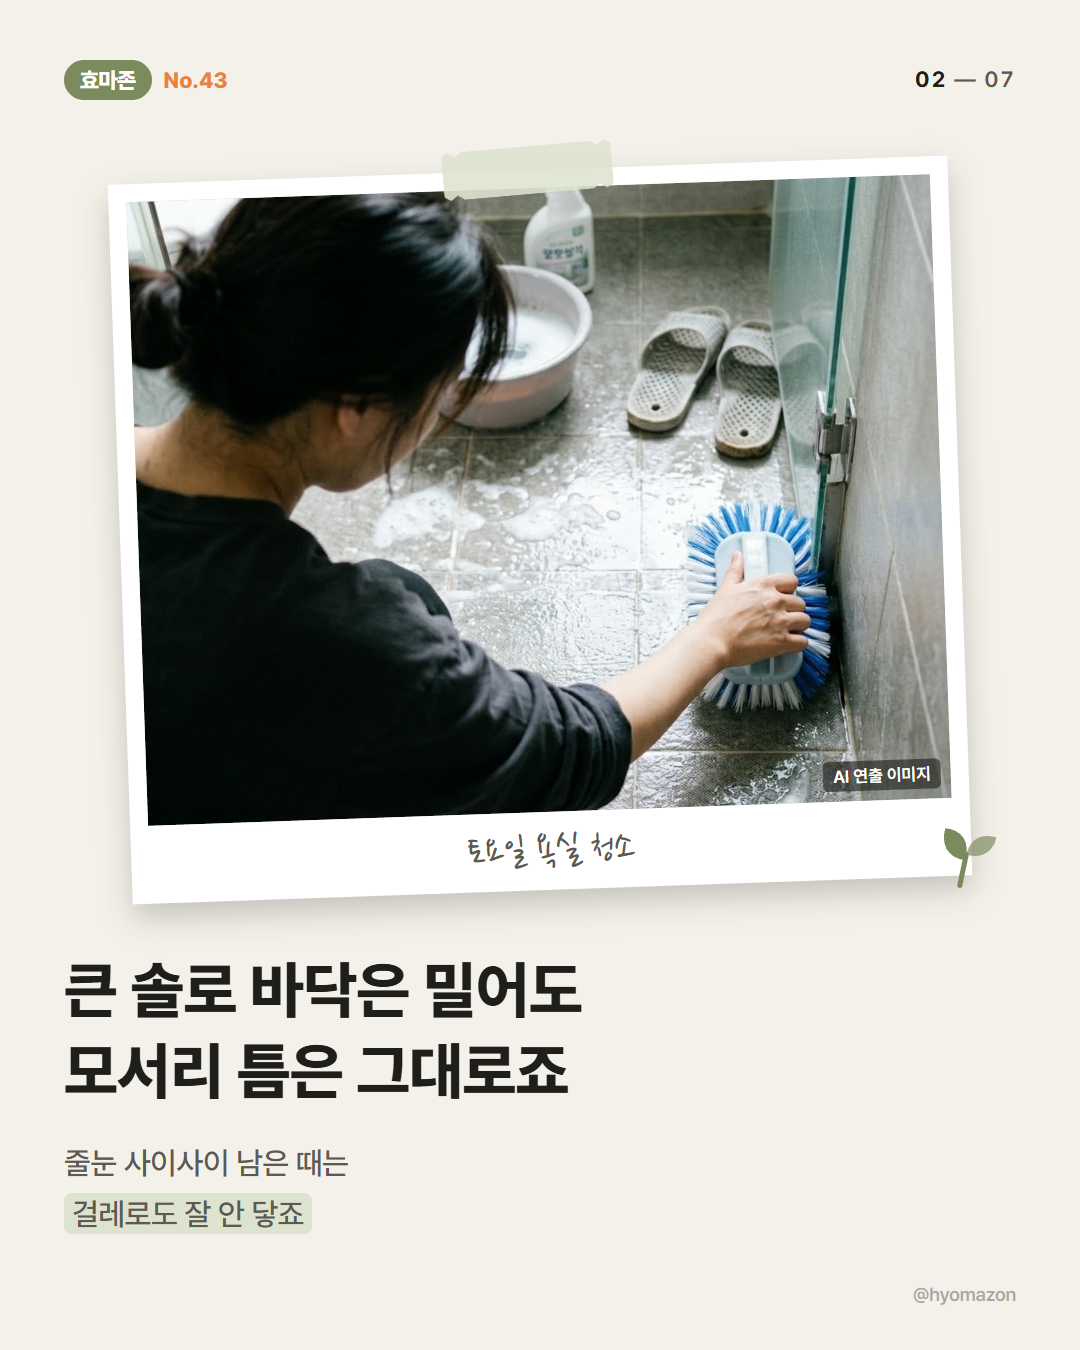 효마존 No.43
02 — 07
토요일 욕실 청소
AI 연출 이미지
큰 솔로 바닥은 밀어도
모서리 틈은 그대로죠
줄눈 사이사이 남은 때는
걸레로도 잘 안 닿죠
@hyomazon